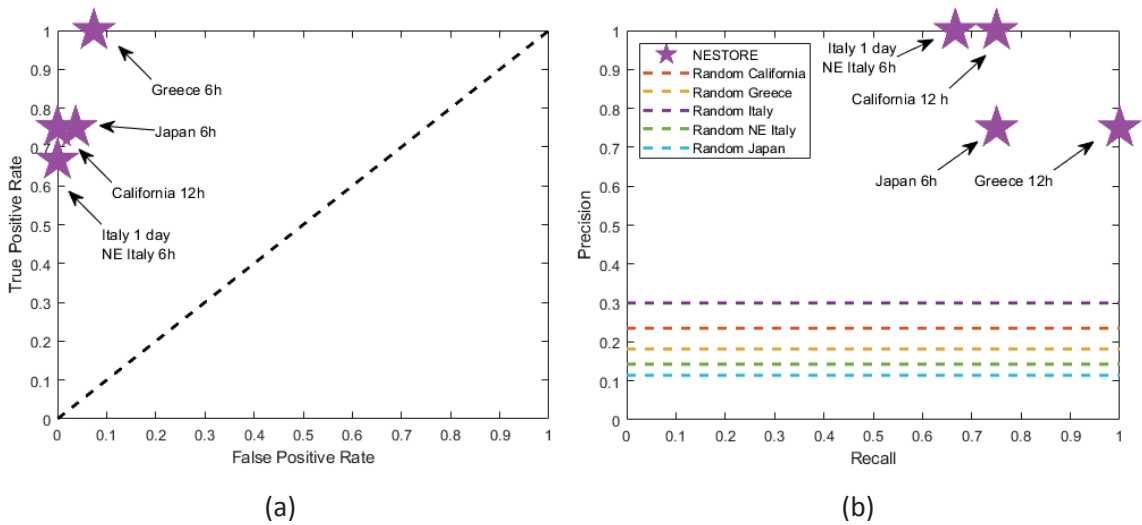 1
0.9
0.8
0.7
0.6
0.5
0.4
0.3
0.2
0.1
0
True Positive Rate
Greece 6h
Japan 6h
California 12h
Italy 1 day
NE Italy 6h
0 0.1 0.2 0.3 0.4 0.5 0.6 0.7 0.8 0.9 1
False Positive Rate
(a)
1
0.9
0.8
0.7
0.6
0.5
0.4
0.3
0.2
0.1
0
Precision
NESTORE
Random California
Random Greece
Random Italy
Random NE Italy
Random Japan
Italy 1 day
NE Italy 6h
California 12 h
Japan 6h
Greece 12h
0 0.1 0.2 0.3 0.4 0.5 0.6 0.7 0.8 0.9 1
Recall
(b)